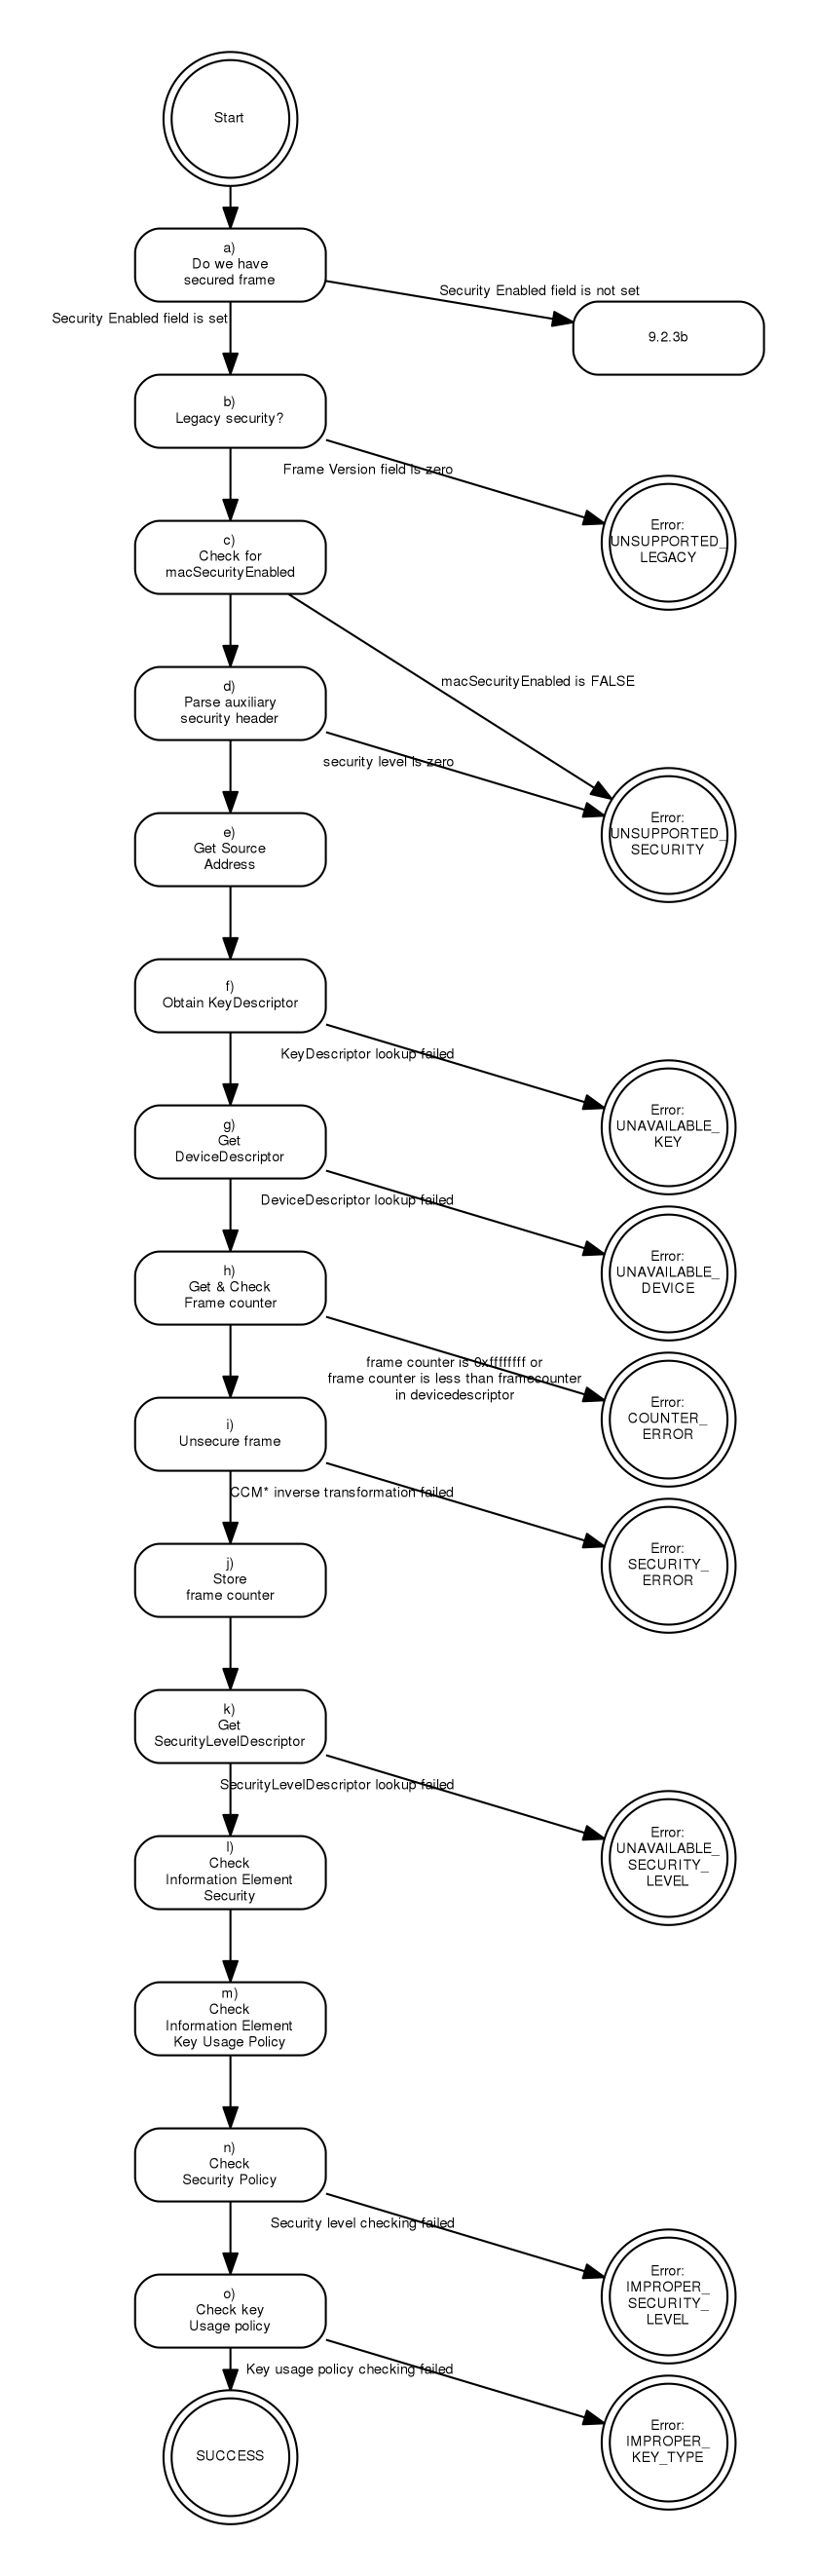 Start
a)
Do we have
secured frame
Security Enabled field is not set
Security Enabled field is set
9.2.3b
b)
Legacy security?
Frame Version field is zero
Error:
UNSUPPORTED_
LEGACY
c)
Check for
macSecurityEnabled
macSecurityEnabled is FALSE
d)
Parse auxiliary
security header
security level is zero
Error:
UNSUPPORTED_
SECURITY
e)
Get Source
Address
f)
Obtain KeyDescriptor
KeyDescriptor lookup failed
Error:
UNAVAILABLE_
KEY
g)
Get
DeviceDescriptor
DeviceDescriptor lookup failed
Error:
UNAVAILABLE_
DEVICE
h)
Get & Check
Frame counter
frame counter is 0xffffffff or
frame counter is less than framecounter
in devicedescriptor
Error:
COUNTER_
ERROR
i)
Unsecure frame
CCM* inverse transformation failed
Error:
SECURITY_
ERROR
j)
Store
frame counter
k)
Get
SecurityLevelDescriptor
SecurityLevelDescriptor lookup failed
Error:
UNAVAILABLE_
SECURITY_
LEVEL
l)
Check
Information Element
Security
m)
Check
Information Element
Key Usage Policy
n)
Check
Security Policy
Security level checking failed
Error:
IMPROPER_
SECURITY_
LEVEL
o)
Check key
Usage policy
Key usage policy checking failed
Error:
IMPROPER_
KEY_TYPE
SUCCESS